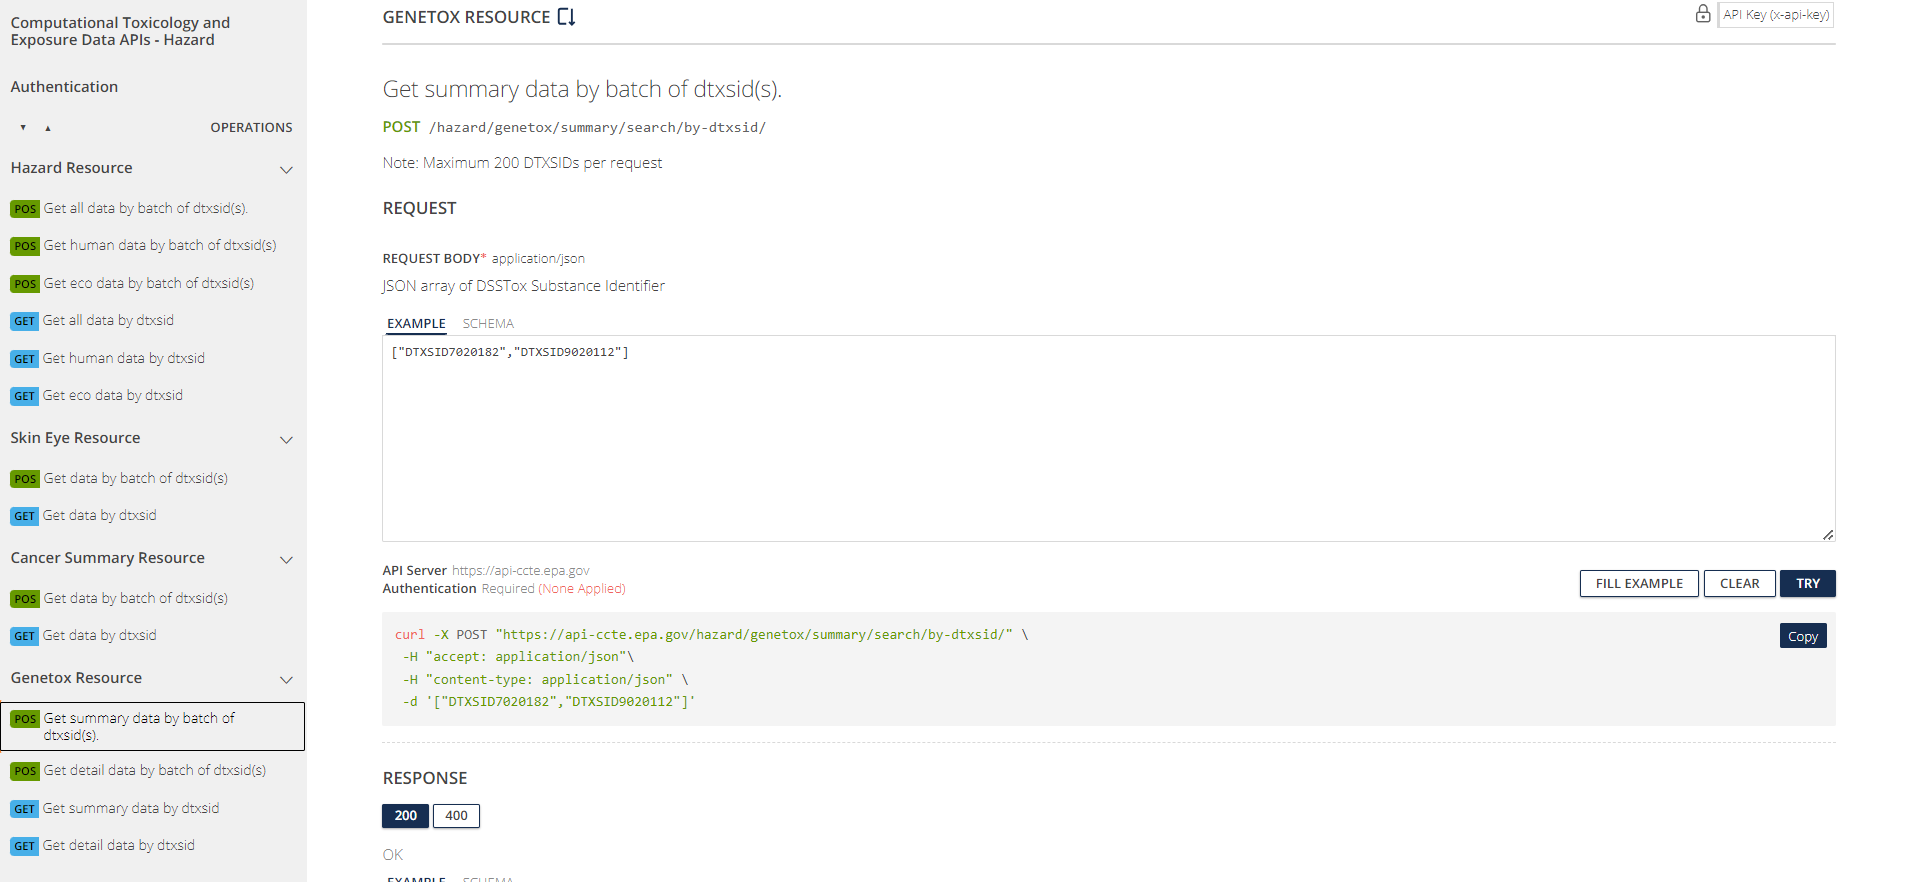 Computational Toxicology and
Exposure Data APIs - Hazard
Authentication
▼ ▲ OPERATIONS
Hazard Resource
POS Get all data by batch of dtxsid(s).
POS Get human data by batch of dtxsid(s)
POS Get eco data by batch of dtxsid(s)
GET Get all data by dtxsid
GET Get human data by dtxsid
GET Get eco data by dtxsid
Skin Eye Resource
POS Get data by batch of dtxsid(s)
GET Get data by dtxsid
Cancer Summary Resource
POS Get data by batch of dtxsid(s)
GET Get data by dtxsid
Genetox Resource
POS Get summary data by batch of
dtxsid(s).
POS Get detail data by batch of dtxsid(s)
GET Get summary data by dtxsid
GET Get detail data by dtxsid
GENETOX RESOURCE
API Key (x-api-key)
Get summary data by batch of dtxsid(s).
POST /hazard/genetox/summary/search/by-dtxsid/
Note: Maximum 200 DTXSIDs per request
REQUEST
REQUEST BODY* application/json
JSON array of DSSTox Substance Identifier
EXAMPLE SCHEMA
["DTXSID7020182","DTXSID9020112"]
API Server https://api-ccte.epa.gov
Authentication Required (None Applied)
FILL EXAMPLE CLEAR TRY
curl -X POST "https://api-ccte.epa.gov/hazard/genetox/summary/search/by-dtxsid/" \
-H "accept: application/json"\
-H "content-type: application/json" \
-d '["DTXSID7020182","DTXSID9020112"]'
Copy
RESPONSE
200 400
OK
EXAMPLE SCHEMA